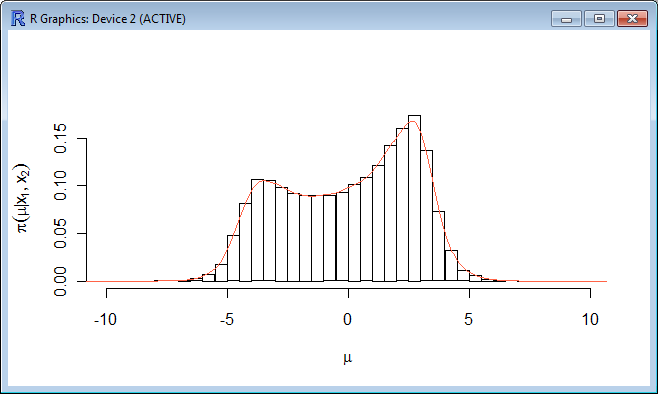 R Graphics: Device 2 (ACTIVE)
π(μ|x₁, x₂)
0.15
0.10
0.05
0.00
-10 -5 0 5 10
μ